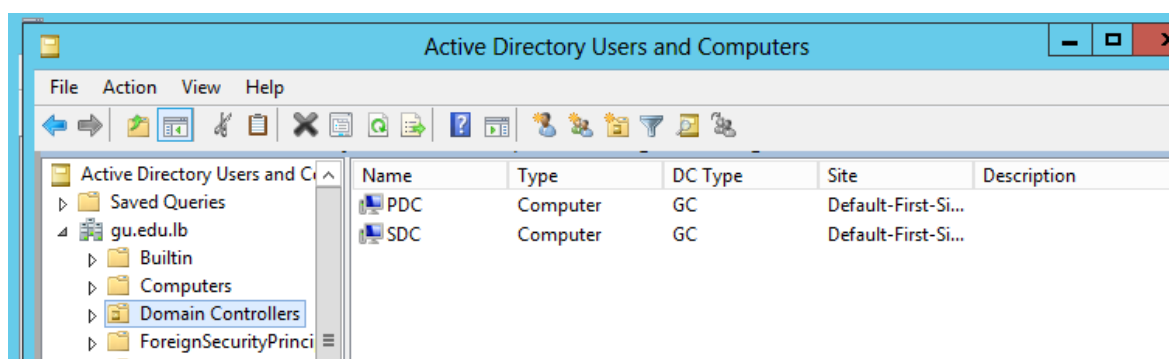 Active Directory Users and Computers
File Action View Help
Active Directory Users and C
Name Type DC Type Site Description
Saved Queries
PDC Computer GC Default-First-Si...
gu.edu.lb
SDC Computer GC Default-First-Si...
Builtin
Computers
Domain Controllers
ForeignSecurityPrinci